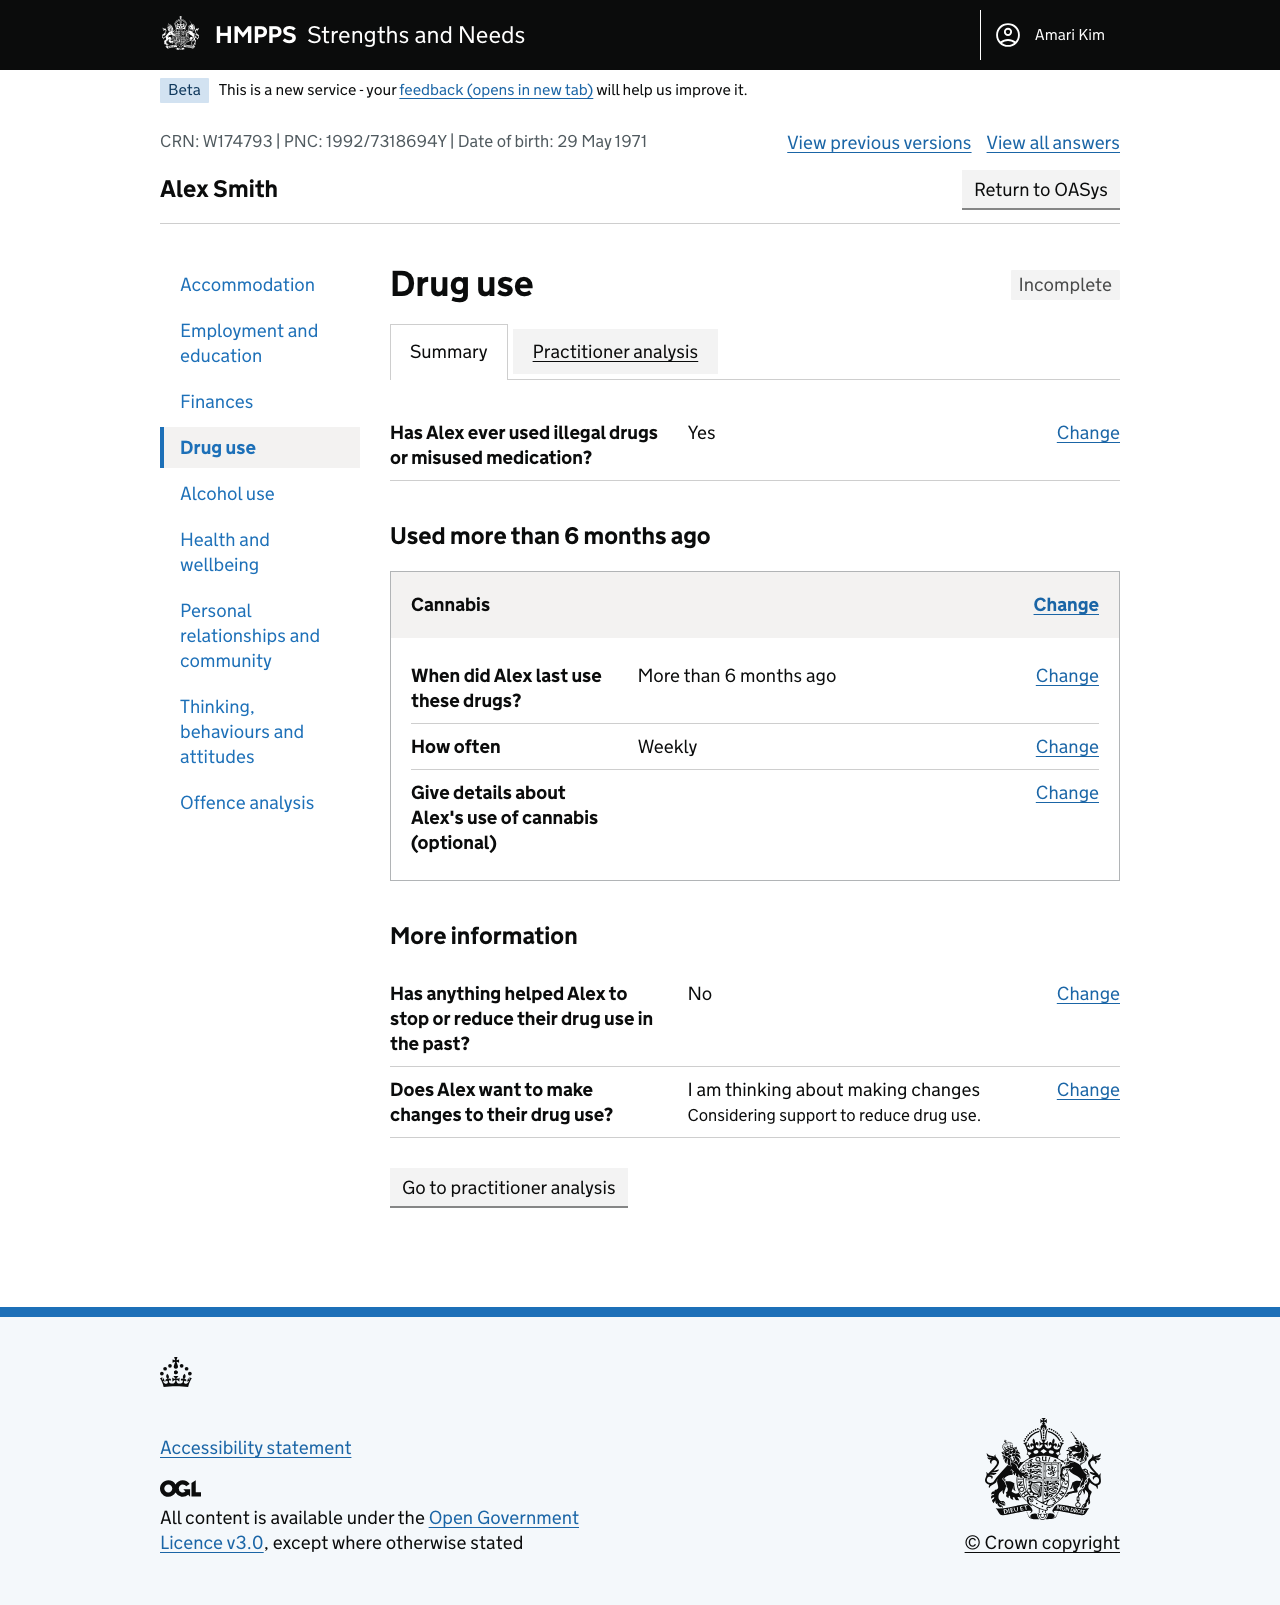 HMPPS Strengths and Needs
Amari Kim
Beta This is a new service - your feedback (opens in new tab) will help us improve it.
CRN: W174793 | PNC: 1992/7318694Y | Date of birth: 29 May 1971
View previous versions View all answers
Alex Smith
Return to OASys
Accommodation
Employment and
education
Finances
Drug use
Alcohol use
Health and
wellbeing
Personal
relationships and
community
Thinking,
behaviours and
attitudes
Offence analysis
Drug use
Incomplete
Summary Practitioner analysis
Has Alex ever used illegal drugs Yes Change
or misused medication?
Used more than 6 months ago
Cannabis Change
When did Alex last use More than 6 months ago Change
these drugs?
How often Weekly Change
Give details about Change
Alex's use of cannabis
(optional)
More information
Has anything helped Alex to No Change
stop or reduce their drug use in
the past?
Does Alex want to make I am thinking about making changes Change
changes to their drug use? Considering support to reduce drug use.
Go to practitioner analysis
Accessibility statement
OGL
All content is available under the Open Government
Licence v3.0, except where otherwise stated
© Crown copyright